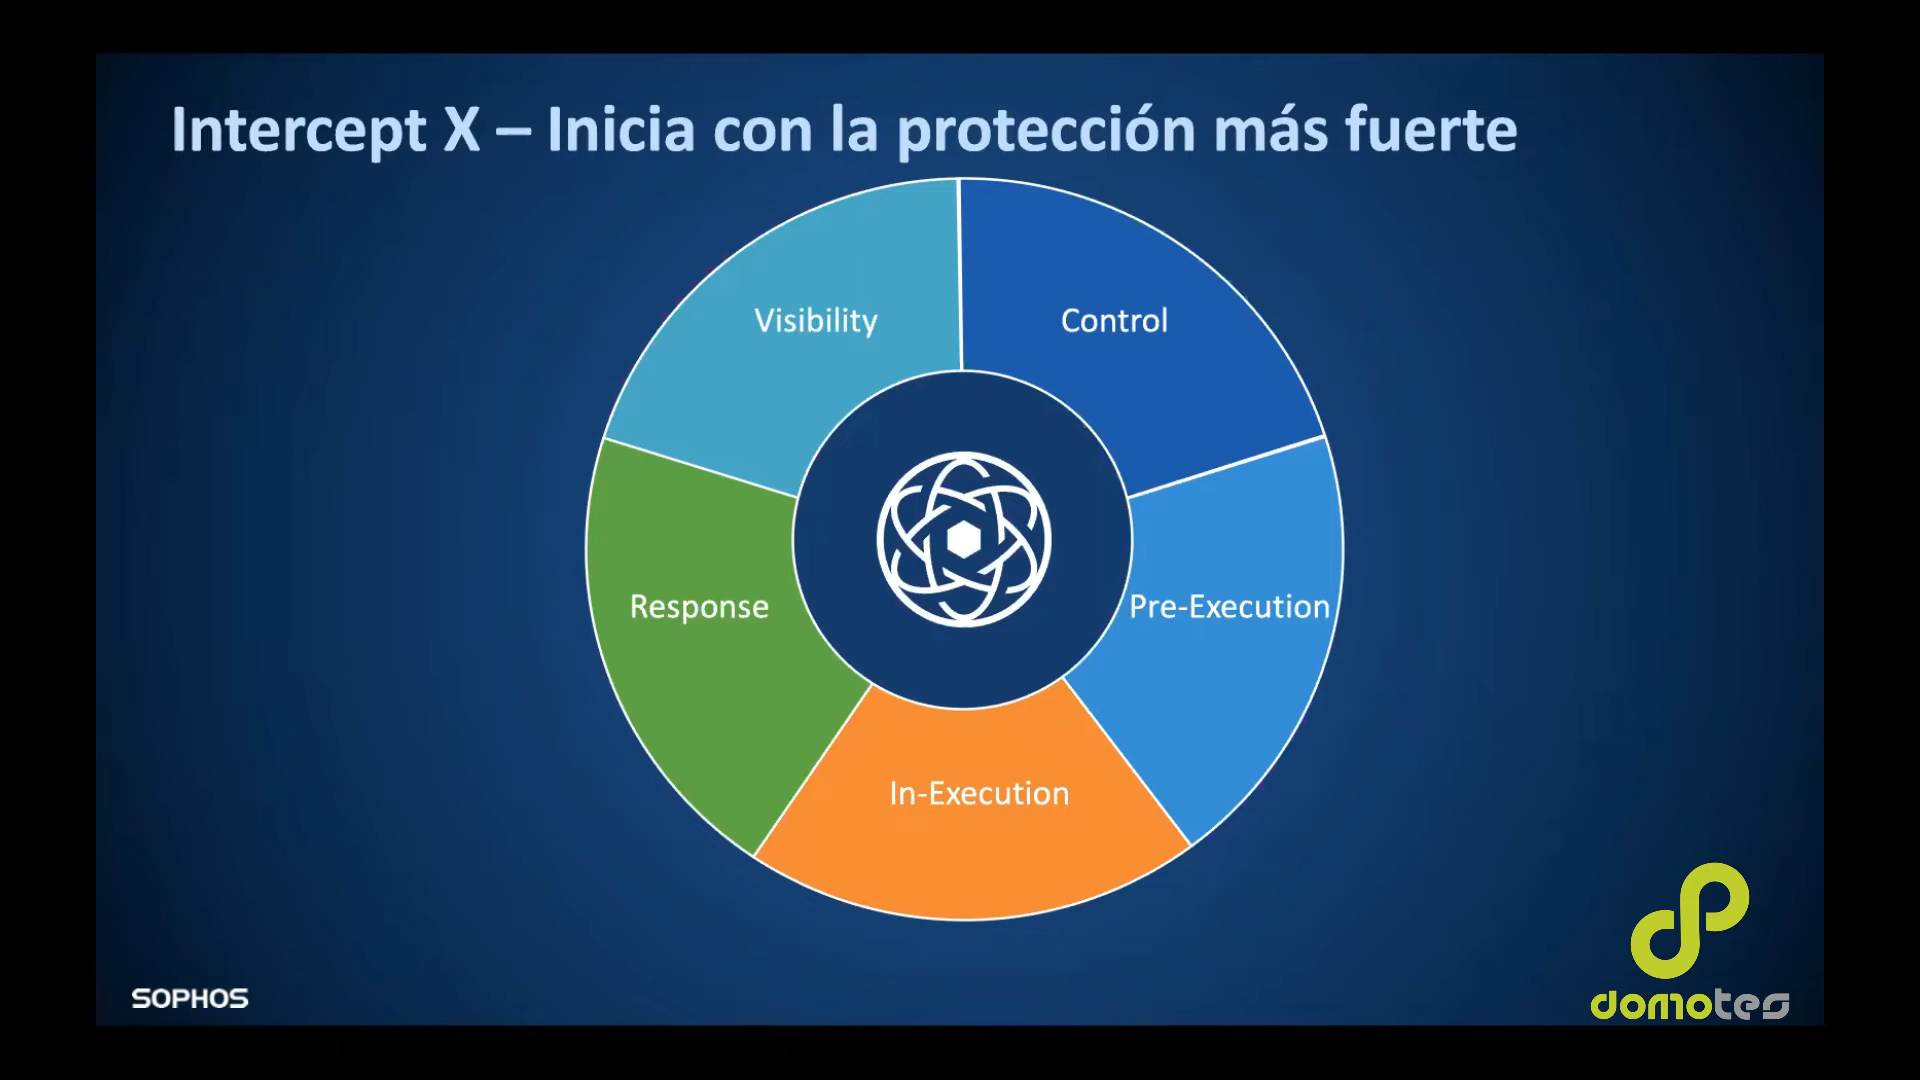 Intercept X – Inicia con la protección más fuerte
Visibility
Control
Response
Pre-Execution
In-Execution
SOPHOS
domotes